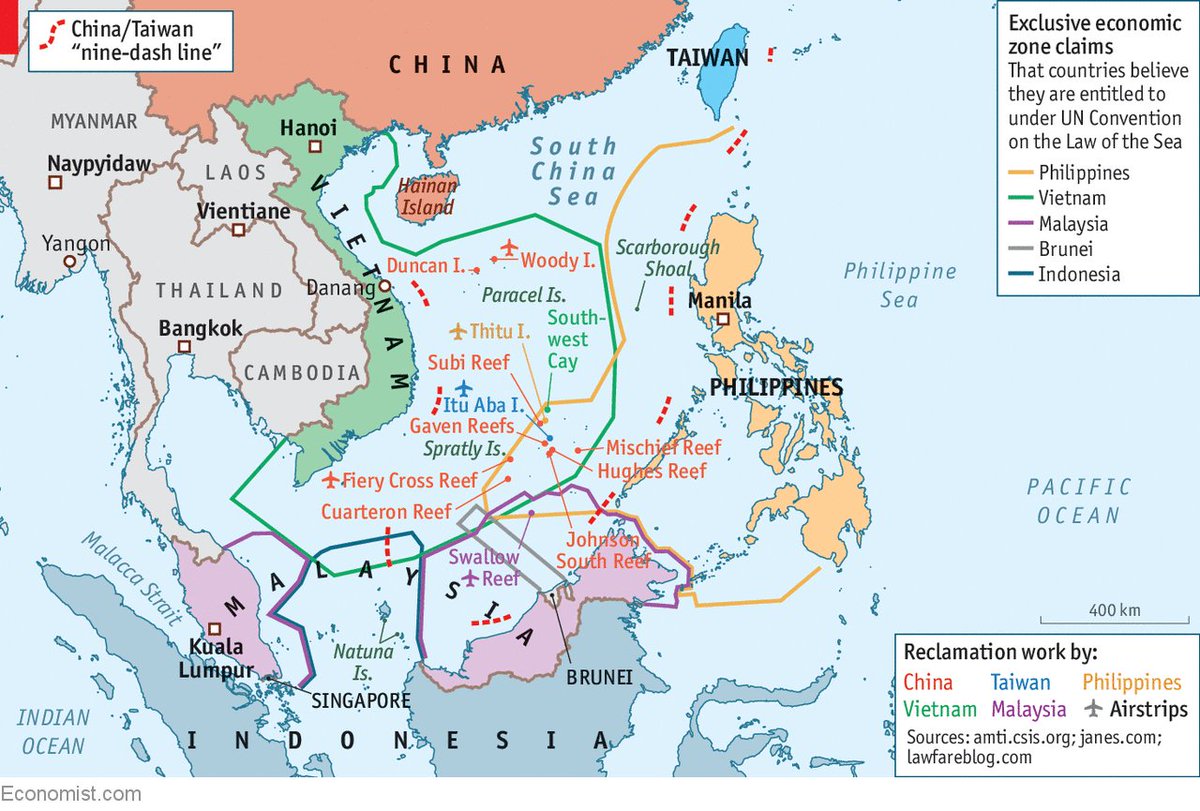 China/Taiwan
“nine-dash line”
Exclusive economic
zone claims
That countries believe
they are entitled to
under UN Convention
on the Law of the Sea
Philippines
Vietnam
Malaysia
Brunei
Indonesia
CHINA
TAIWAN
MYANMAR
Hanoi
South
China
Sea
Naypyidaw
LAOS
Hainan
Island
VIETNAM
Vientiane
Yangon
Scarborough
Shoal
Duncan I.
Woody I.
Philippine
Sea
THAILAND
Danang
Paracel Is.
Manila
Bangkok
Thitu I.
South-
west
Cay
Subi Reef
CAMBODIA
PHILIPPINES
Itu Aba I.
Gaven Reefs
Spratly Is.
Mischief Reef
Hughes Reef
Fiery Cross Reef
PACIFIC
OCEAN
Cuarteron Reef
Johnson
South Reef
Malacca Strait
Swallow
Reef
MALAYSIA
400 km
Kuala
Lumpur
Natuna
Is.
BRUNEI
SINGAPORE
INDIAN
OCEAN
INDONESIA
Reclamation work by:
China Taiwan Philippines
Vietnam Malaysia Airstrips
Sources: amti.csis.org; janes.com;
lawfareblog.com
Economist.com